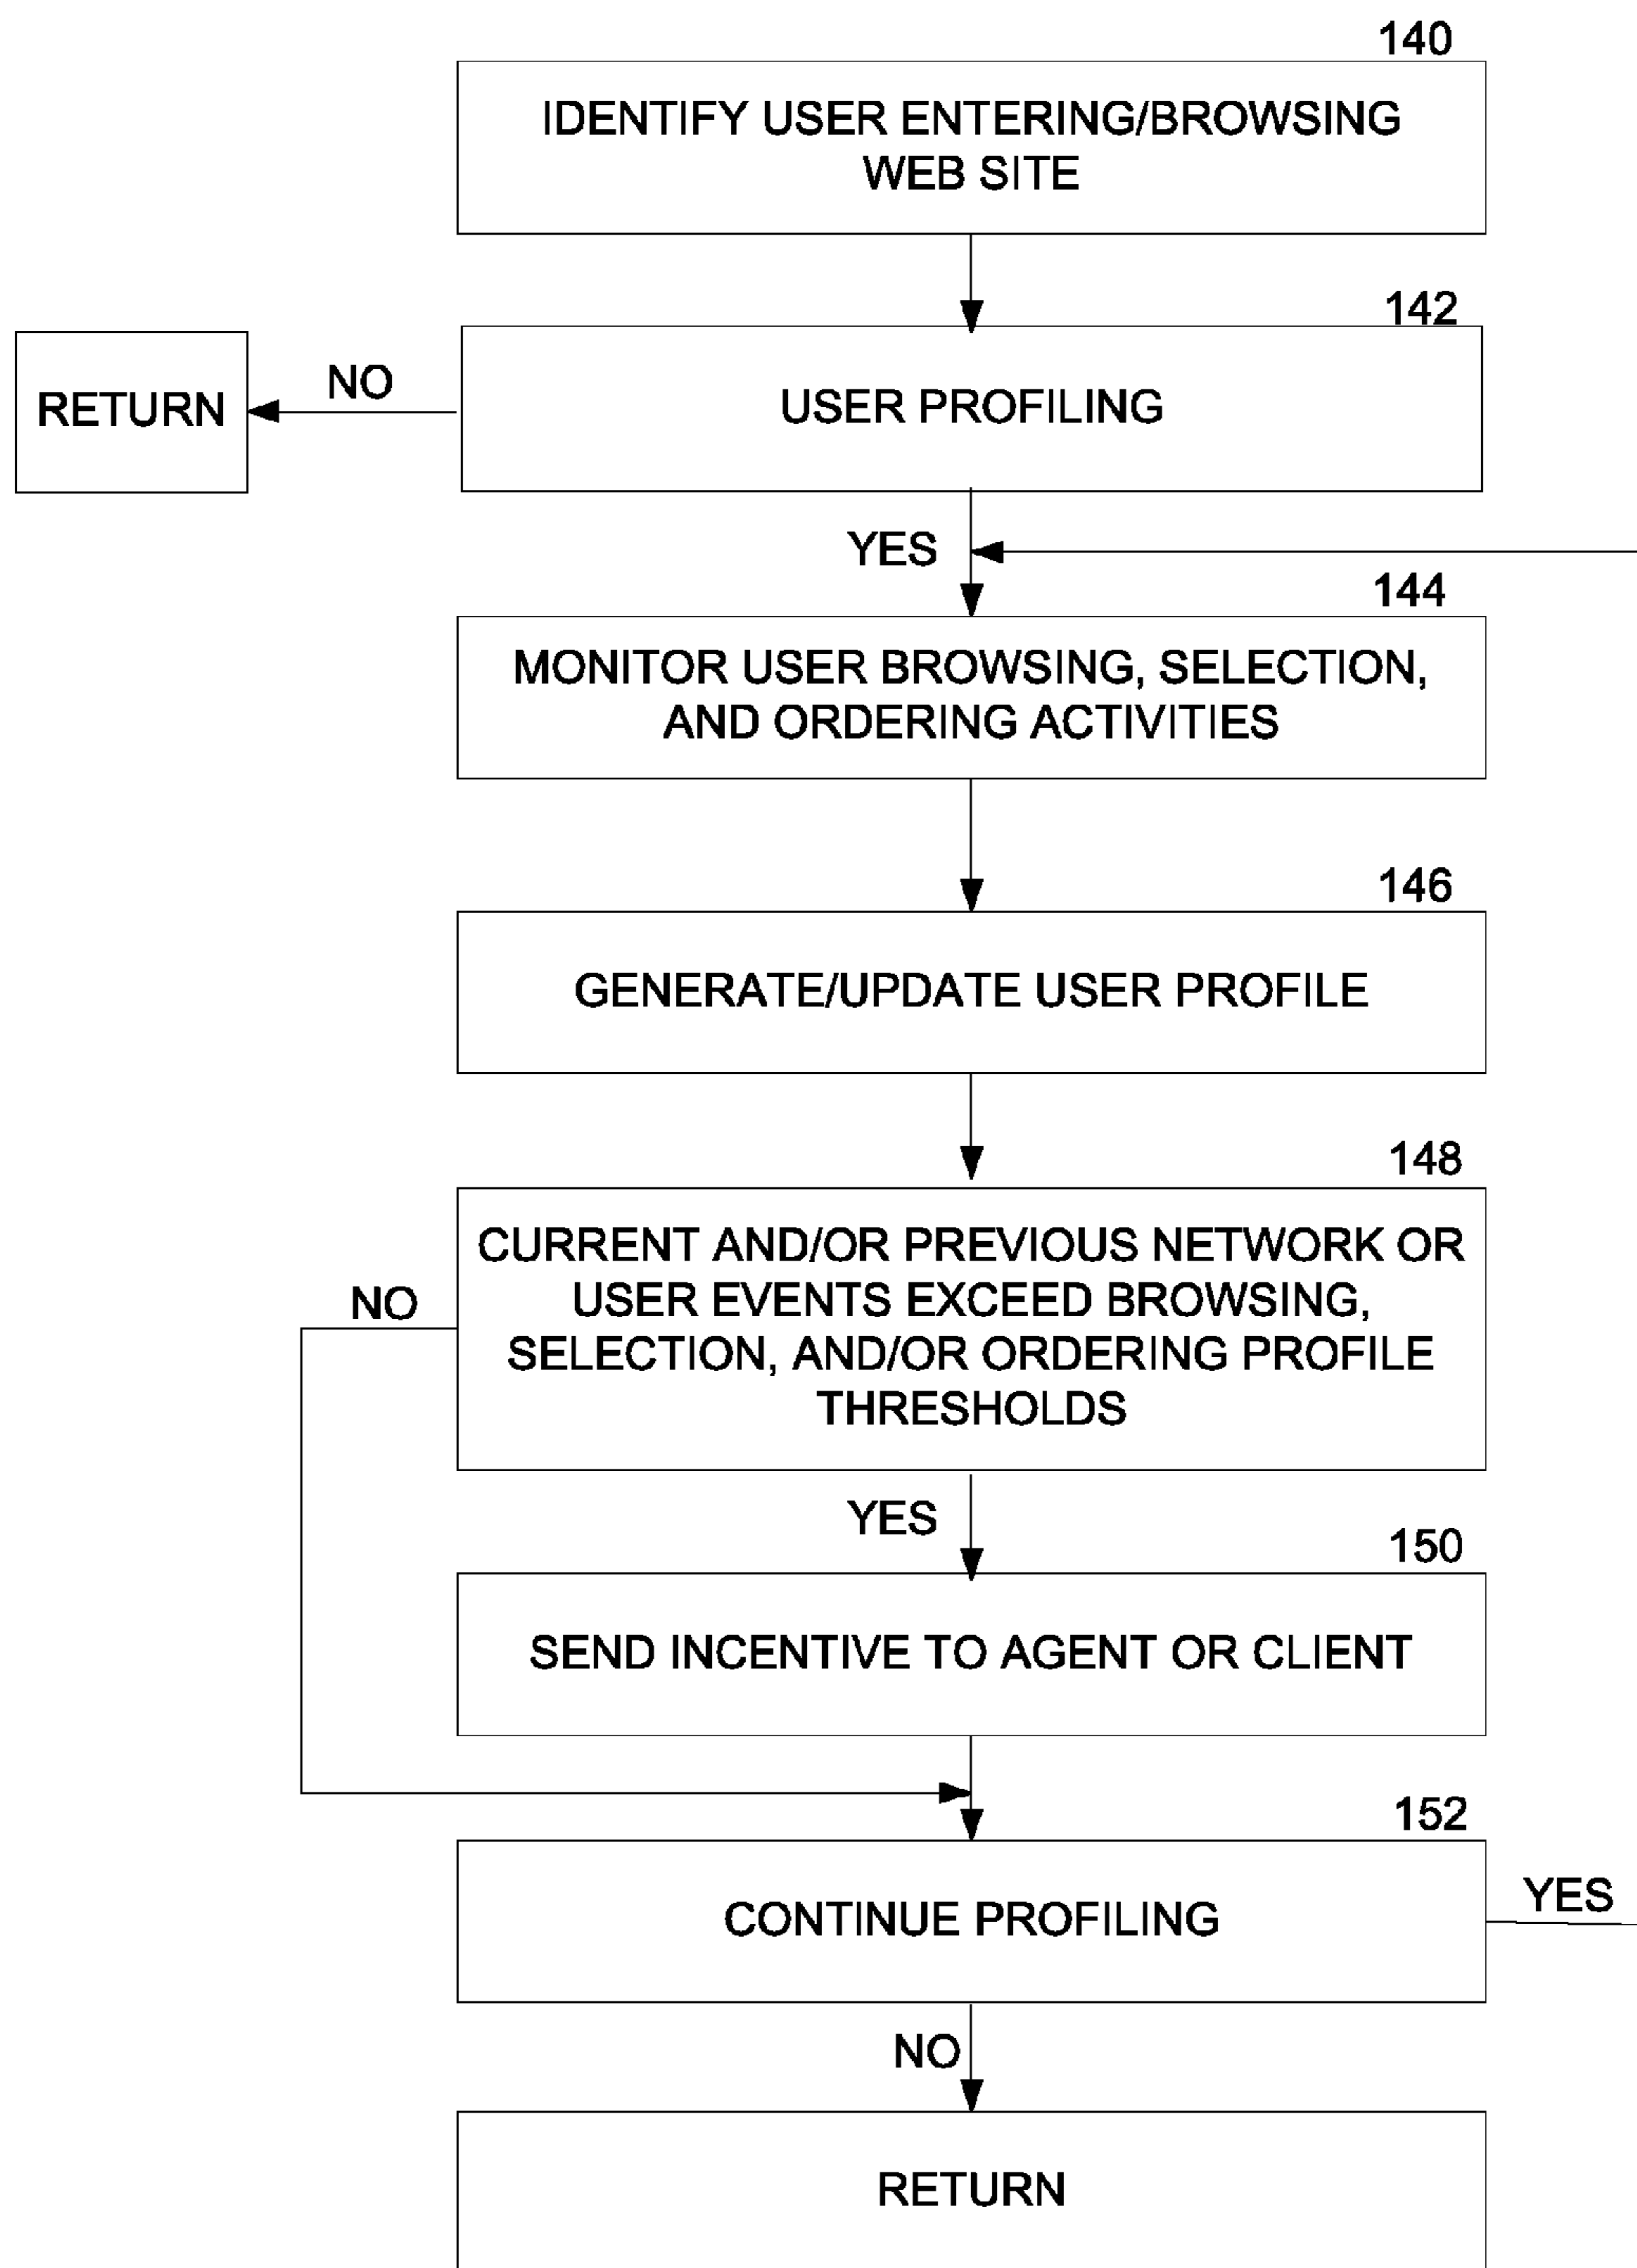 140
IDENTIFY USER ENTERING/BROWSING
WEB SITE
142
RETURN
NO
USER PROFILING
YES
144
MONITOR USER BROWSING, SELECTION,
AND ORDERING ACTIVITIES
146
GENERATE/UPDATE USER PROFILE
148
CURRENT AND/OR PREVIOUS NETWORK OR
USER EVENTS EXCEED BROWSING,
SELECTION, AND/OR ORDERING PROFILE
THRESHOLDS
NO
YES
150
SEND INCENTIVE TO AGENT OR CLIENT
152
CONTINUE PROFILING
YES
NO
RETURN